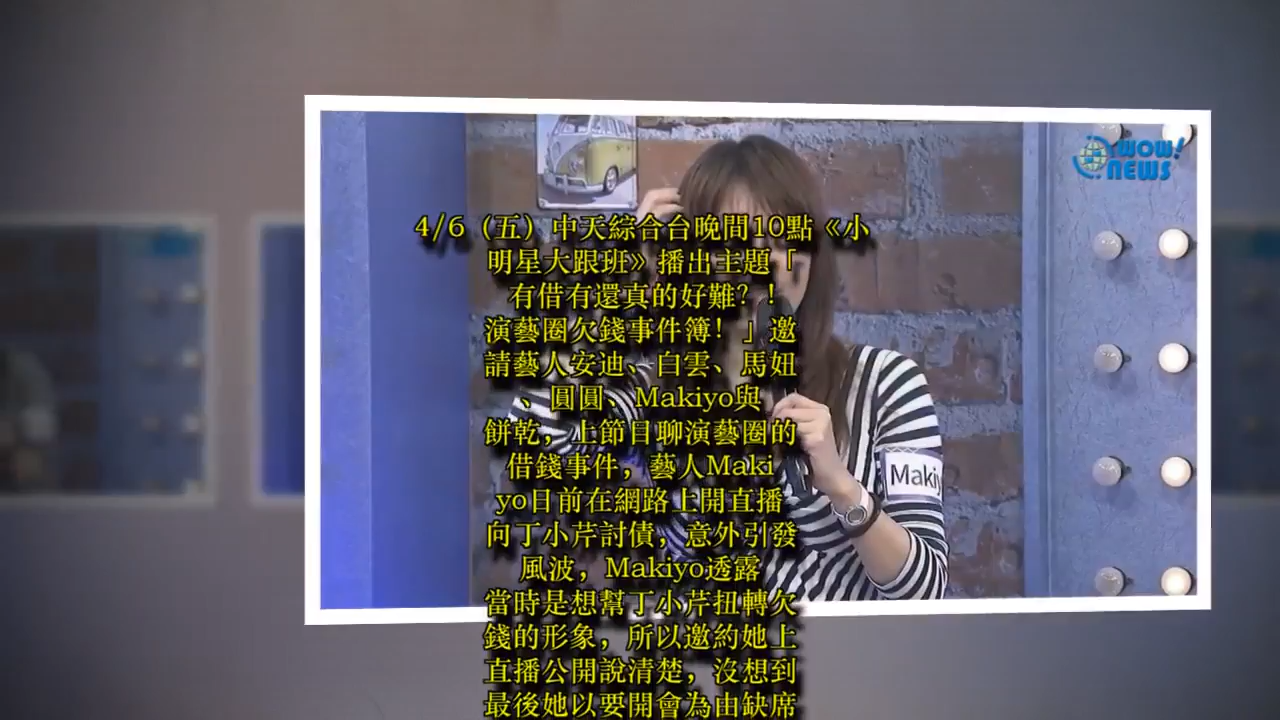 WOW!
NEWS
4/6（五）中天綜合台晚間10點《小
明星大跟班》播出主題「
有借有還真的好難？！
演藝圈欠錢事件簿！」邀
請藝人安迪、白雲、馬妞
、圓圓、Makiyo與
餅乾，上節目聊演藝圈的
借錢事件，藝人Maki
yo日前在網路上開直播
向丁小芹討債，意外引發
風波，Makiyo透露
當時是想幫丁小芹扭轉欠
錢的形象，所以邀約她上
直播公開說清楚，沒想到
最後她以要開會為由缺席
Makiy